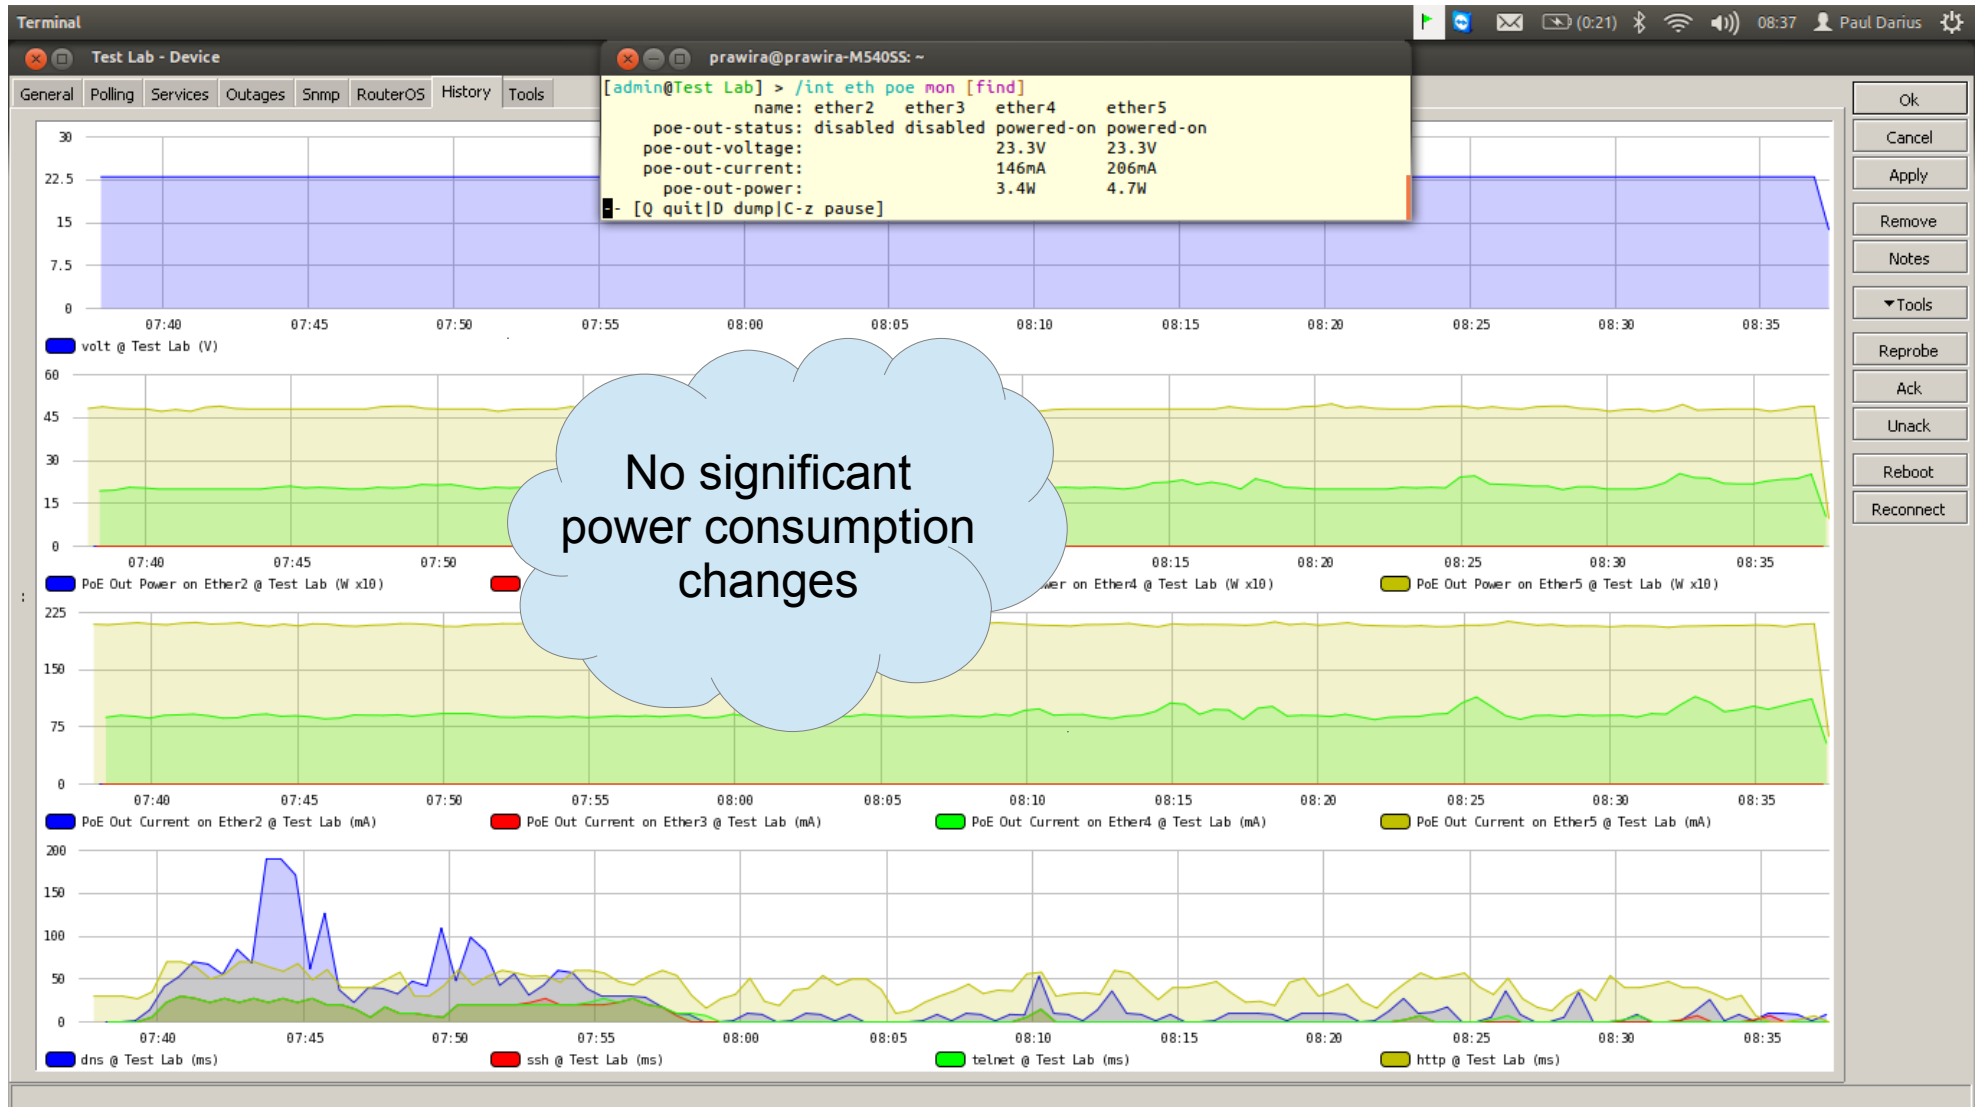 Terminal
(0:21) 08:37 Paul Darius
Test Lab - Device
prawira@prawira-M540SS: ~
General Polling Services Outages Snmp RouterOS History Tools
[admin@Test Lab] > /int eth poe mon [find]
name: ether2 ether3 ether4 ether5
poe-out-status: disabled disabled powered-on powered-on
poe-out-voltage: 23.3V 23.3V
poe-out-current: 146mA 206mA
poe-out-power: 3.4W 4.7W
-- [Q quit|D dump|C-z pause]
Ok
Cancel
Apply
Remove
Notes
Tools
Reprobe
Ack
Unack
Reboot
Reconnect
30
22.5
15
7.5
0
07:40 07:45 07:50 07:55 08:00 08:05 08:10 08:15 08:20 08:25 08:30 08:35
volt @ Test Lab (V)
60
45
30
15
0
No significant
power consumption
changes
07:40 07:45 07:50 08:15 08:20 08:25 08:30 08:35
PoE Out Power on Ether2 @ Test Lab (W x10) on Ether4 @ Test Lab (W x10) PoE Out Power on Ether5 @ Test Lab (W x10)
225
150
75
0
07:40 07:45 07:50 07:55 08:00 08:05 08:10 08:15 08:20 08:25 08:30 08:35
PoE Out Current on Ether2 @ Test Lab (mA) PoE Out Current on Ether3 @ Test Lab (mA) PoE Out Current on Ether4 @ Test Lab (mA) PoE Out Current on Ether5 @ Test Lab (mA)
200
150
100
50
0
07:40 07:45 07:50 07:55 08:00 08:05 08:10 08:15 08:20 08:25 08:30 08:35
dns @ Test Lab (ms) ssh @ Test Lab (ms) telnet @ Test Lab (ms) http @ Test Lab (ms)